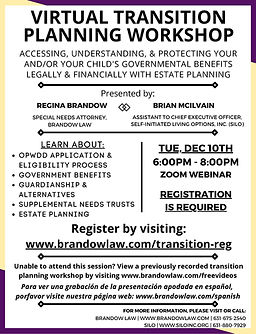 VIRTUAL TRANSITION
PLANNING WORKSHOP
ACCESSING, UNDERSTANDING, & PROTECTING YOUR
AND/OR YOUR CHILD'S GOVERNMENTAL BENEFITS
LEGALLY & FINANCIALLY WITH ESTATE PLANNING
Presented by:
REGINA BRANDOW
SPECIAL NEEDS ATTORNEY,
BRANDOW LAW
BRIAN MCILVAIN
ASSISTANT TO CHIEF EXECUTIVE OFFICER,
SELF-INITIATED LIVING OPTIONS, INC. (SILO)
LEARN ABOUT:
• OPWDD APPLICATION &
ELIGIBILITY PROCESS
• GOVERNMENT BENEFITS
• GUARDIANSHIP &
ALTERNATIVES
• SUPPLEMENTAL NEEDS TRUSTS
• ESTATE PLANNING
TUE, DEC 10TH
6:00PM - 8:00PM
ZOOM WEBINAR
REGISTRATION
IS REQUIRED
Register by visiting:
www.brandowlaw.com/transition-reg
Unable to attend this session? View a previously recorded transition
planning workshop by visiting www.brandowlaw.com/freevideos
Para ver una grabación de la presentación apodada en español,
porfavor visite nuestra página web: www.brandowlaw.com/spanish
FOR MORE INFORMATION, PLEASE VISIT OR CALL:
BRANDOW LAW | WWW.BRANDOWLAW.COM | 631-675-2540
SILO | WWW.SILOINC.ORG | 631-880-7929